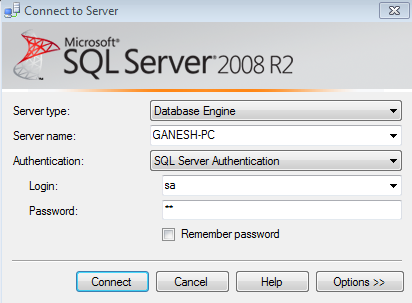 Connect to Server
Microsoft®
SQL Server® 2008 R2
Server type: Database Engine
Server name: GANESH-PC
Authentication: SQL Server Authentication
Login: sa
Password: **
Remember password
Connect Cancel Help Options >>